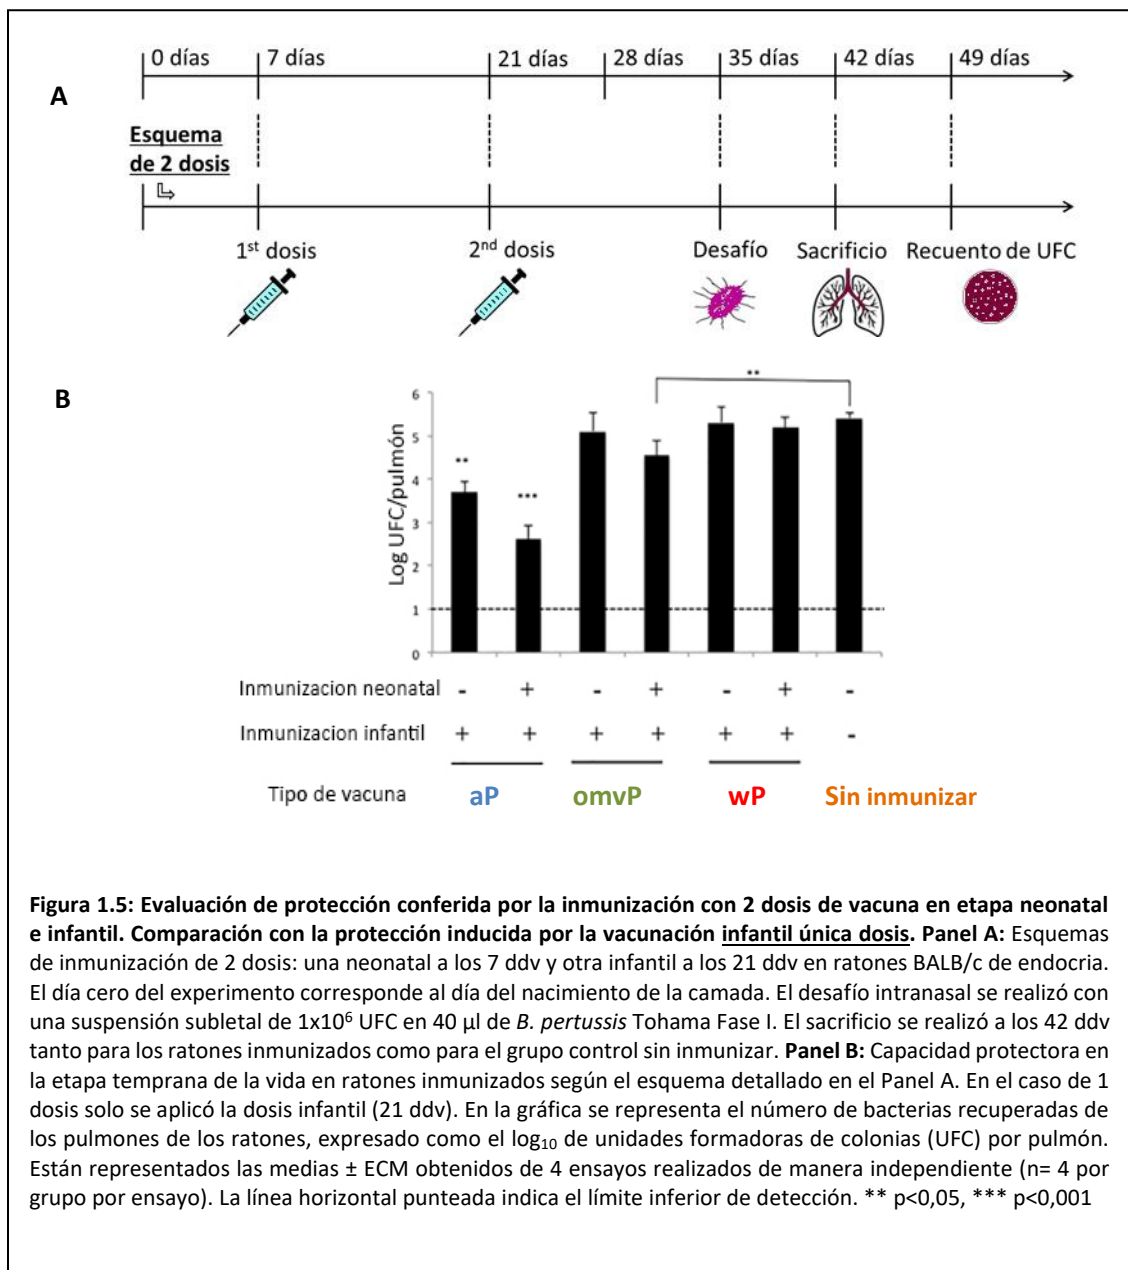 A
0 días 7 días 21 días 28 días 35 días 42 días 49 días
Esquema
de 2 dosis
1st dosis 2nd dosis Desafío Sacrificio Recuento de UFC
B
**
Log UFC/pulmón
6
5
4
3
2
1
0
**
***
Inmunizacion neonatal - + - + - + -
Inmunizacion infantil + + + + + + -
Tipo de vacuna aP omvP wP Sin inmunizar
Figura 1.5: Evaluación de protección conferida por la inmunización con 2 dosis de vacuna en etapa neonatal
e infantil. Comparación con la protección inducida por la vacunación infantil única dosis. Panel A: Esquemas
de inmunización de 2 dosis: una neonatal a los 7 ddv y otra infantil a los 21 ddv en ratones BALB/c de endocria.
El día cero del experimento corresponde al día del nacimiento de la camada. El desafío intranasal se realizó con
una suspensión subletal de 1x10⁶ UFC en 40 µl de B. pertussis Tohama Fase I. El sacrificio se realizó a los 42 ddv
tanto para los ratones inmunizados como para el grupo control sin inmunizar. Panel B: Capacidad protectora en
la etapa temprana de la vida en ratones inmunizados según el esquema detallado en el Panel A. En el caso de 1
dosis solo se aplicó la dosis infantil (21 ddv). En la gráfica se representa el número de bacterias recuperadas de
los pulmones de los ratones, expresado como el log₁₀ de unidades formadoras de colonias (UFC) por pulmón.
Están representados las medias ± ECM obtenidos de 4 ensayos realizados de manera independiente (n= 4 por
grupo por ensayo). La línea horizontal punteada indica el límite inferior de detección. ** p<0,05, *** p<0,001